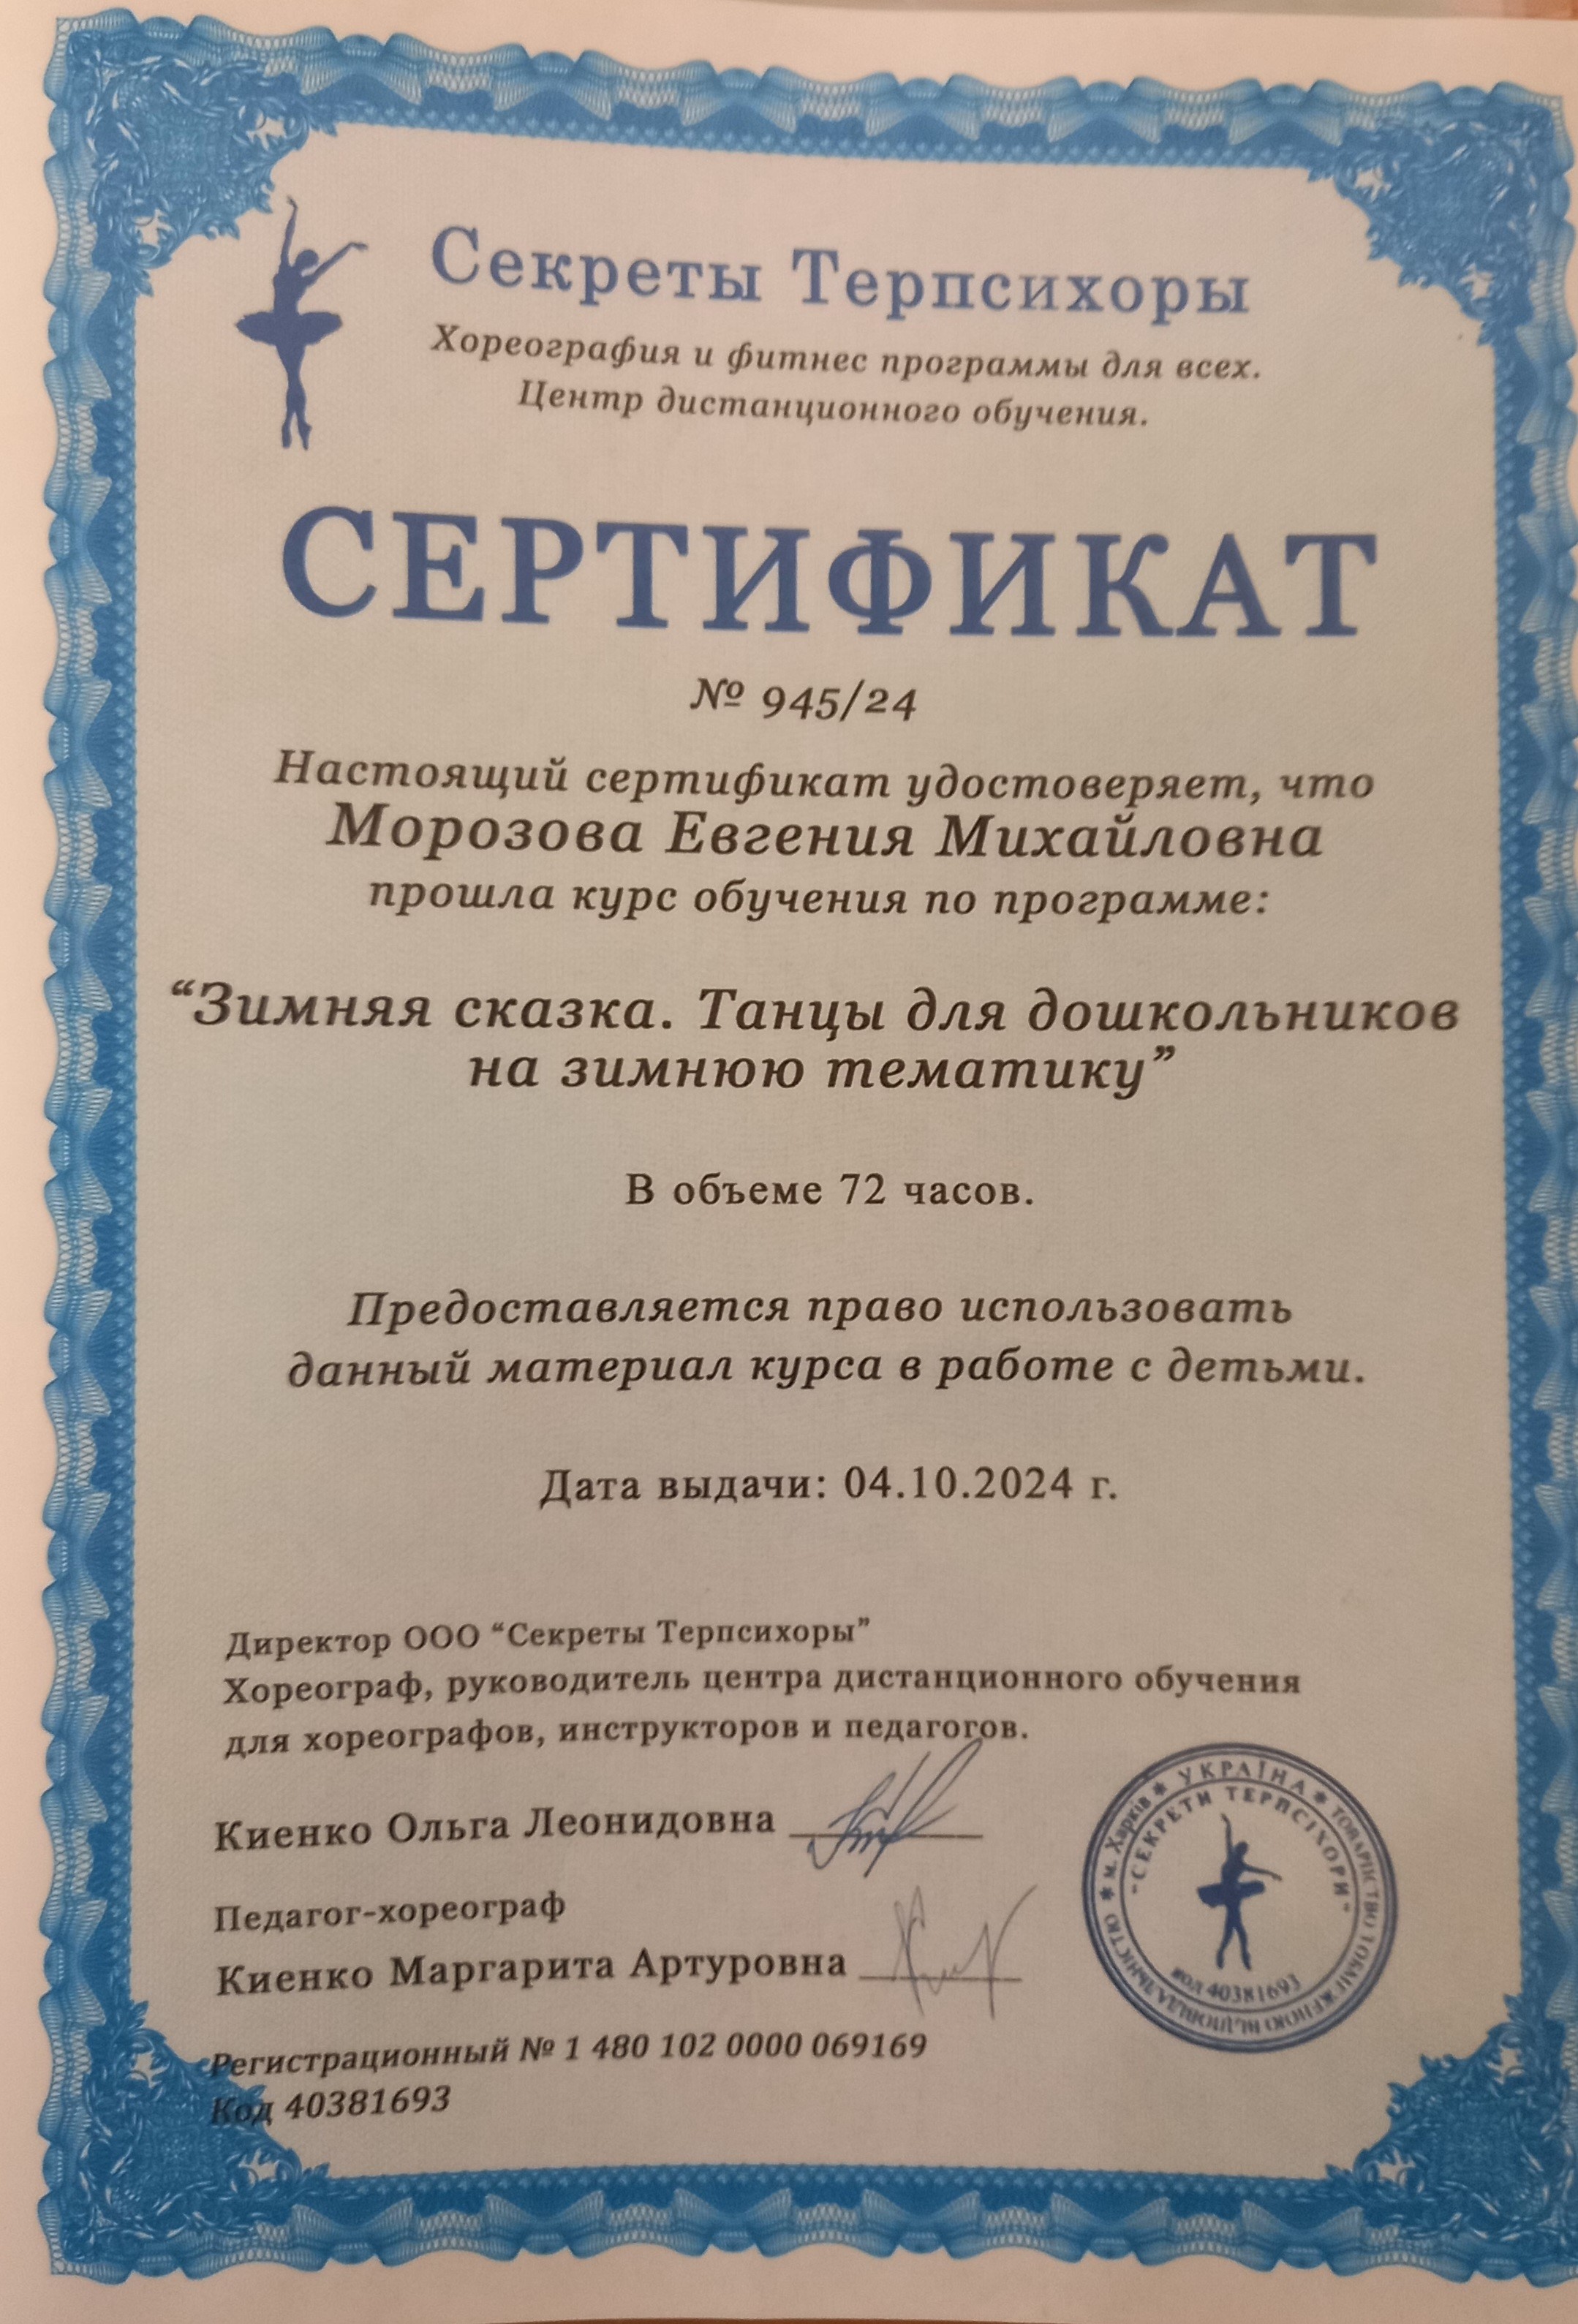 Секреты Терпсихоры
Хореография и фитнес программы для всех.
Центр дистанционного обучения.
СЕРТИФИКАТ
№ 945/24
Настоящий сертификат удостоверяет, что
Морозова Евгения Михайловна
прошла курс обучения по программе:
“Зимняя сказка. Танцы для дошкольников
на зимнюю тематику”
В объеме 72 часов.
Предоставляется право использовать
данный материал курса в работе с детьми.
Дата выдачи: 04.10.2024 г.
Директор ООО “Секреты Терпсихоры”
Хореограф, руководитель центра дистанционного обучения
для хореографов, инструкторов и педагогов.
Киенко Ольга Леонидовна
Педагог-хореограф
Киенко Маргарита Артуровна
Регистрационный № 1 480 102 0000 069169
Код 40381693
* м. Харків * УКРАЇНА * ТОВАРИСТВО З ОБМЕЖЕНОЮ ВІДПОВІДАЛЬНІСТЮ
"СЕКРЕТИ ТЕРПСІХОРИ"
код 40381693